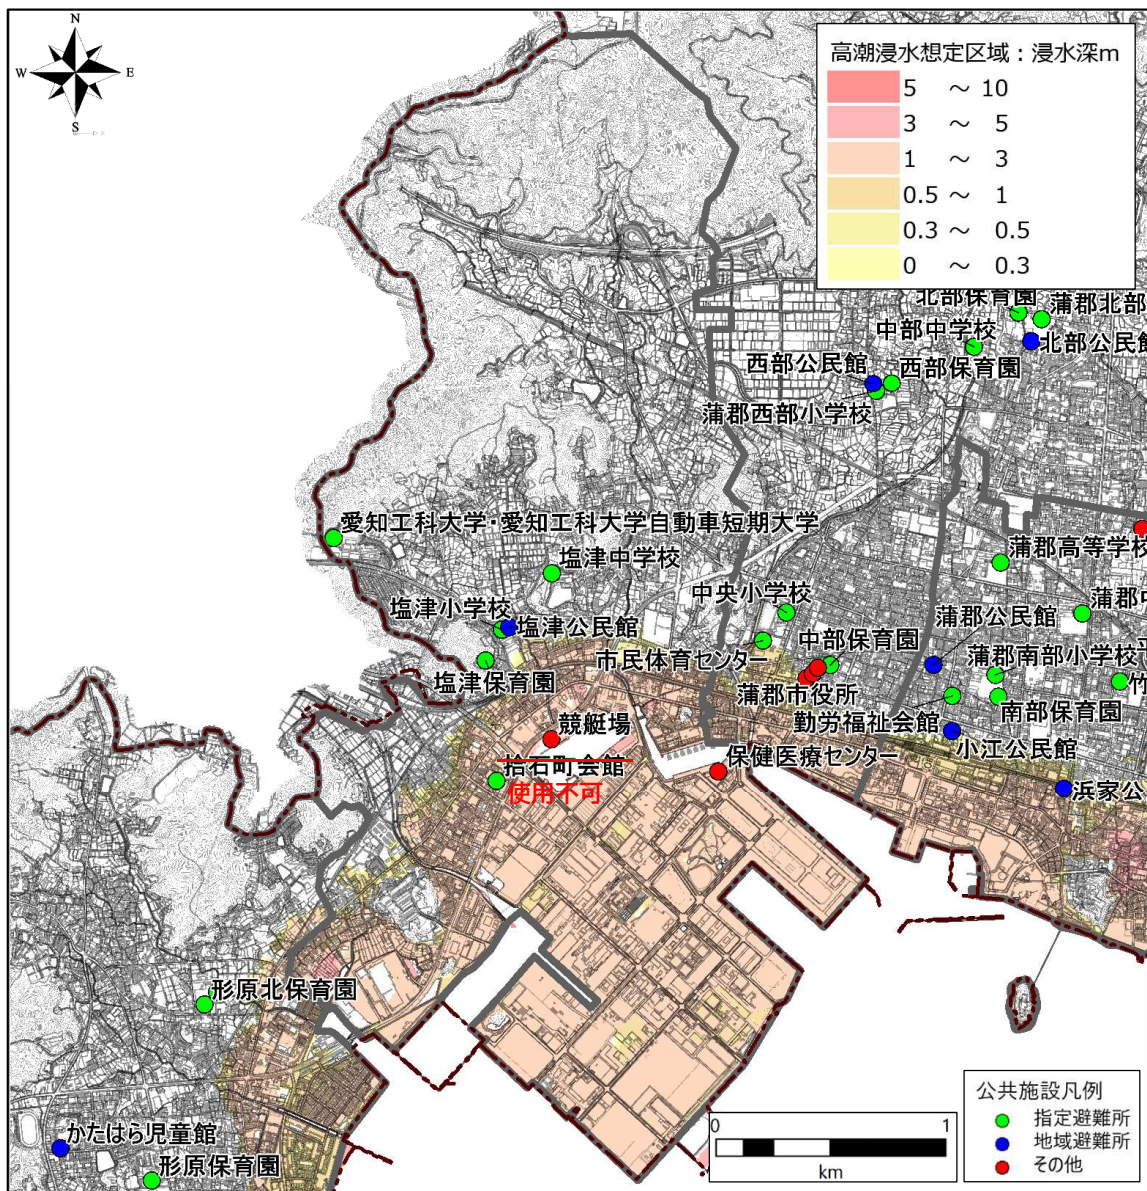 N
W
E
S
高潮浸水想定区域：浸水深m
5 ～ 10
3 ～ 5
1 ～ 3
0.5 ～ 1
0.3 ～ 0.5
0 ～ 0.3
北部保育園
蒲郡北部
中部中学校
北部公民館
西部公民館
西部保育園
蒲郡西部小学校
愛知工科大学・愛知工科大学自動車短期大学
塩津中学校
蒲郡高等学校
中央小学校
塩津小学校
塩津公民館
蒲郡公民館
蒲郡中
中部保育園
市民体育センター
蒲郡南部小学校
塩津保育園
竹
蒲郡市役所
南部保育園
勤労福祉会館
競艇場
小江公民館
保健医療センター
拾石町会館
使用不可
浜家公
形原北保育園
かたはら児童館
形原保育園
0 1
km
公共施設凡例
指定避難所
地域避難所
その他